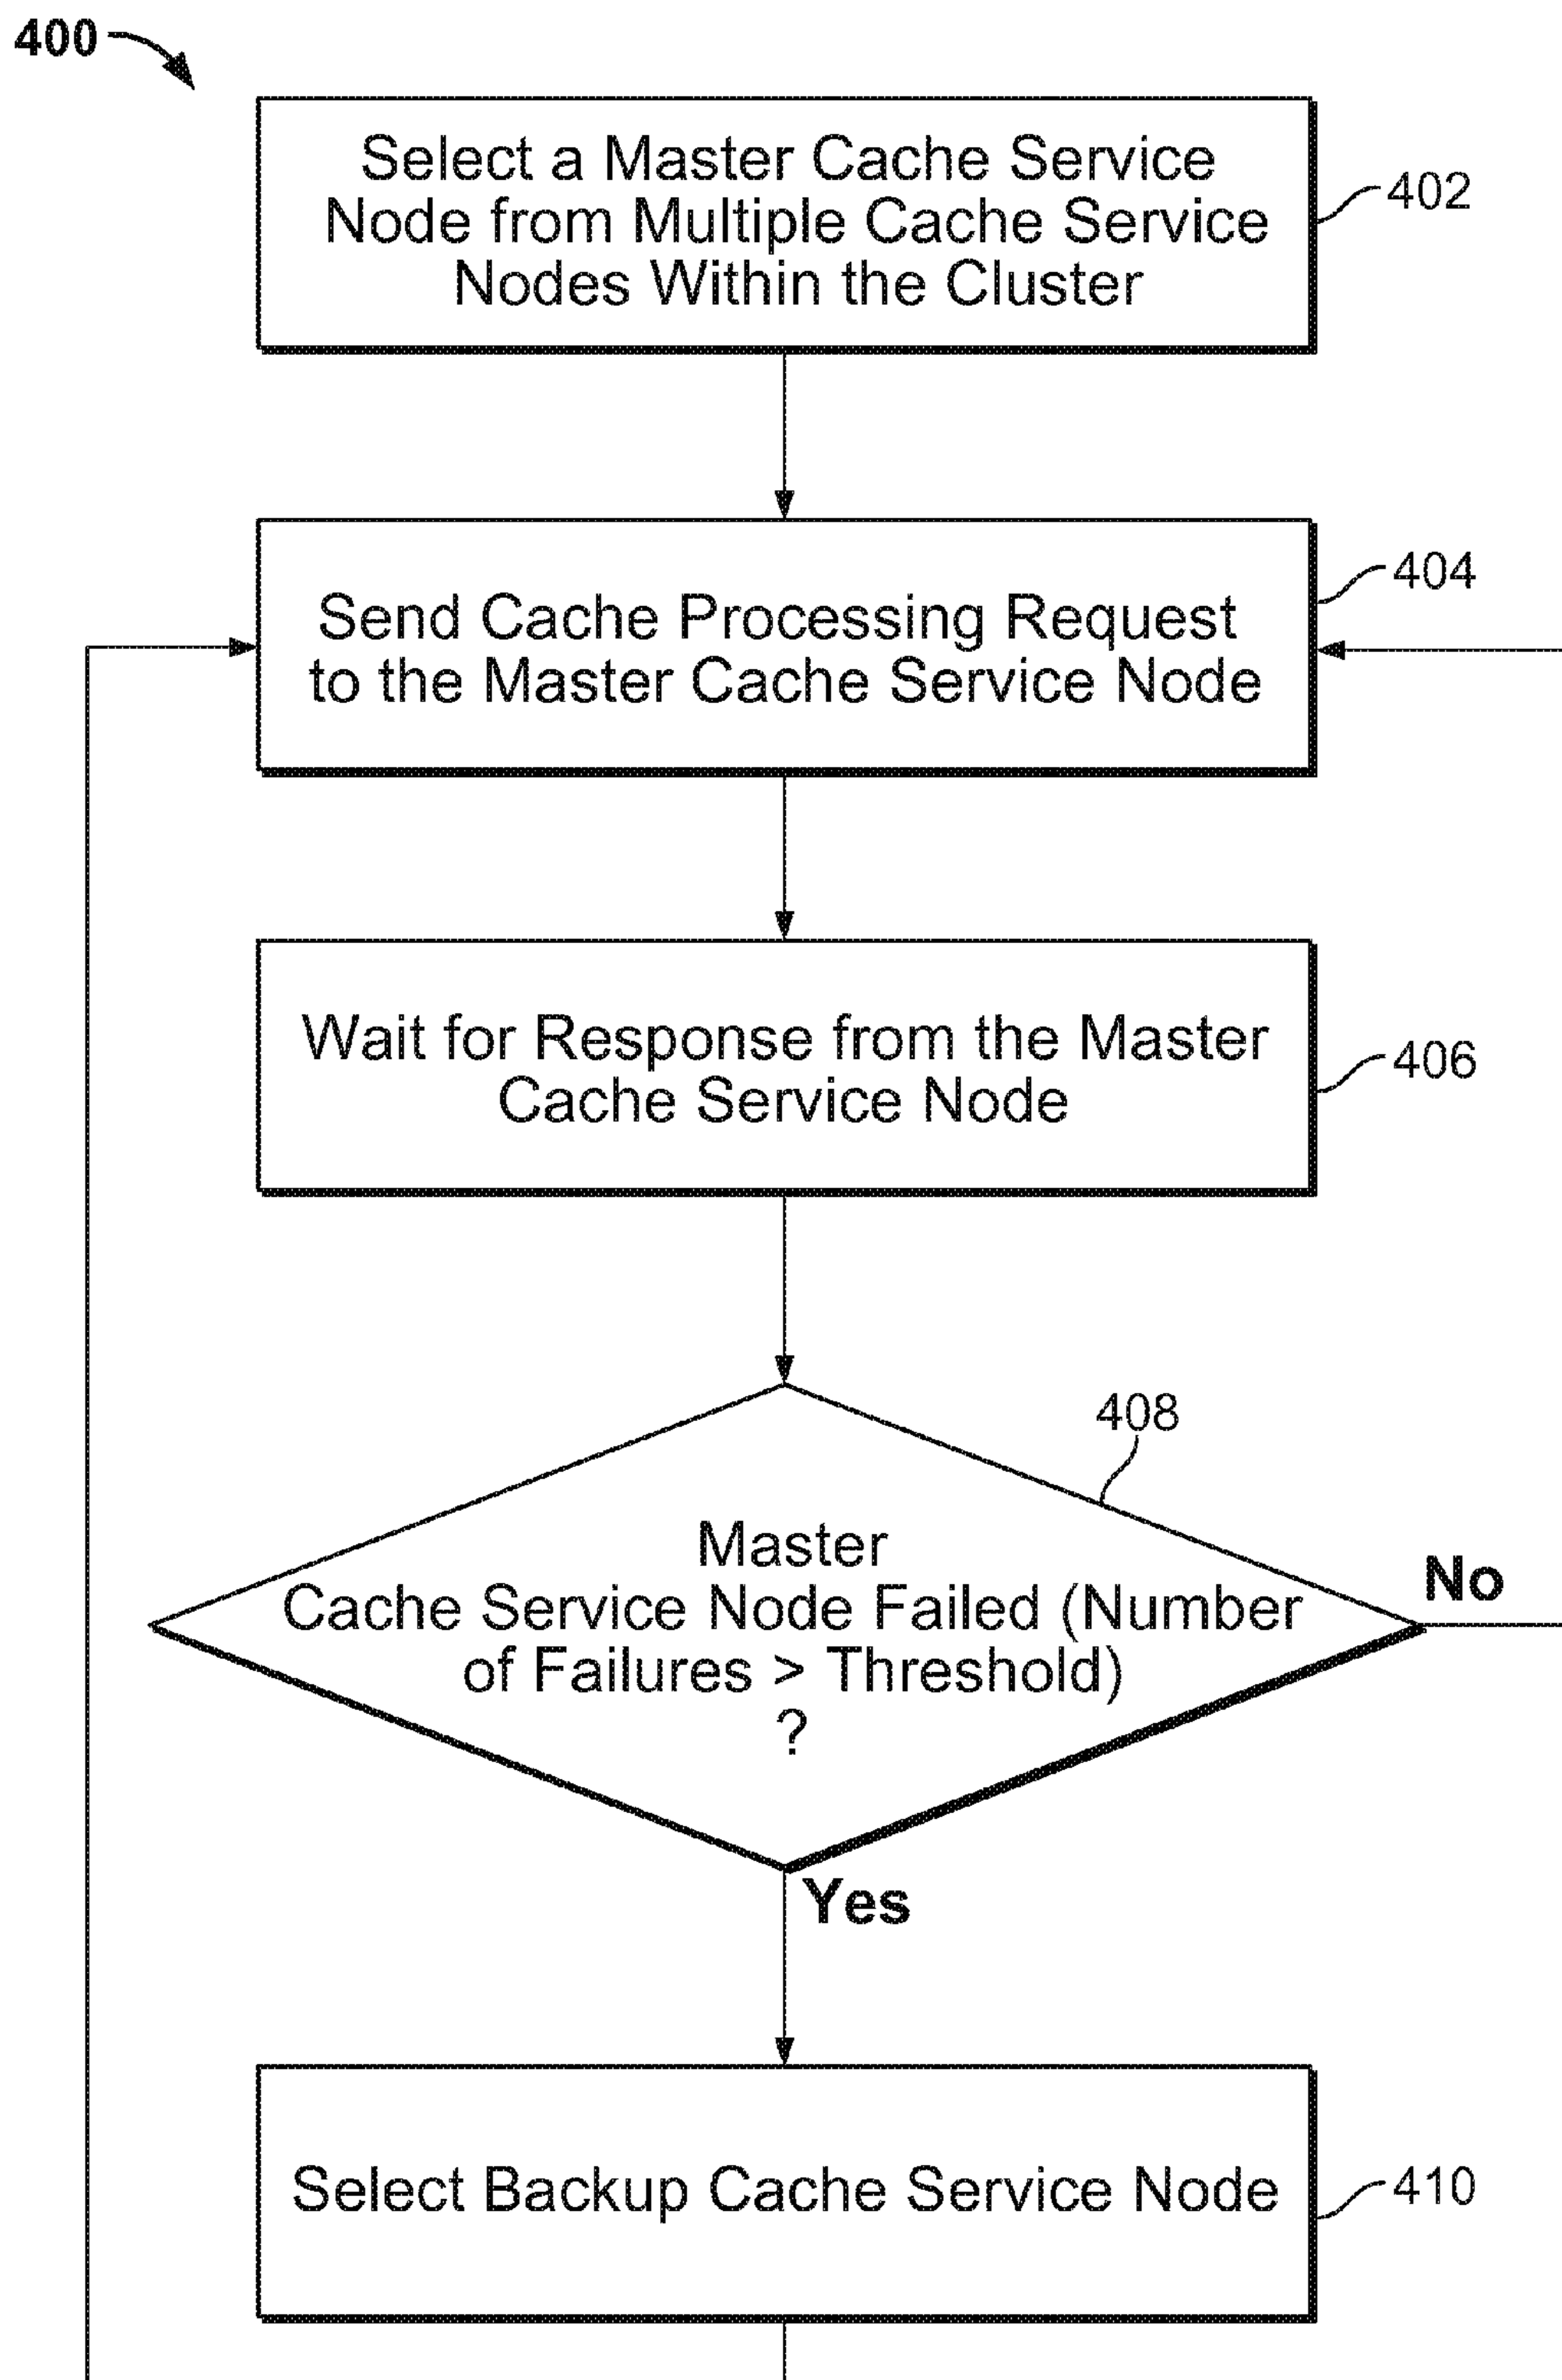 400
Select a Master Cache Service
Node from Multiple Cache Service
Nodes Within the Cluster
402
Send Cache Processing Request
to the Master Cache Service Node
404
Wait for Response from the Master
Cache Service Node
406
408
Master
Cache Service Node Failed (Number
of Failures > Threshold)
?
No
Yes
Select Backup Cache Service Node
410